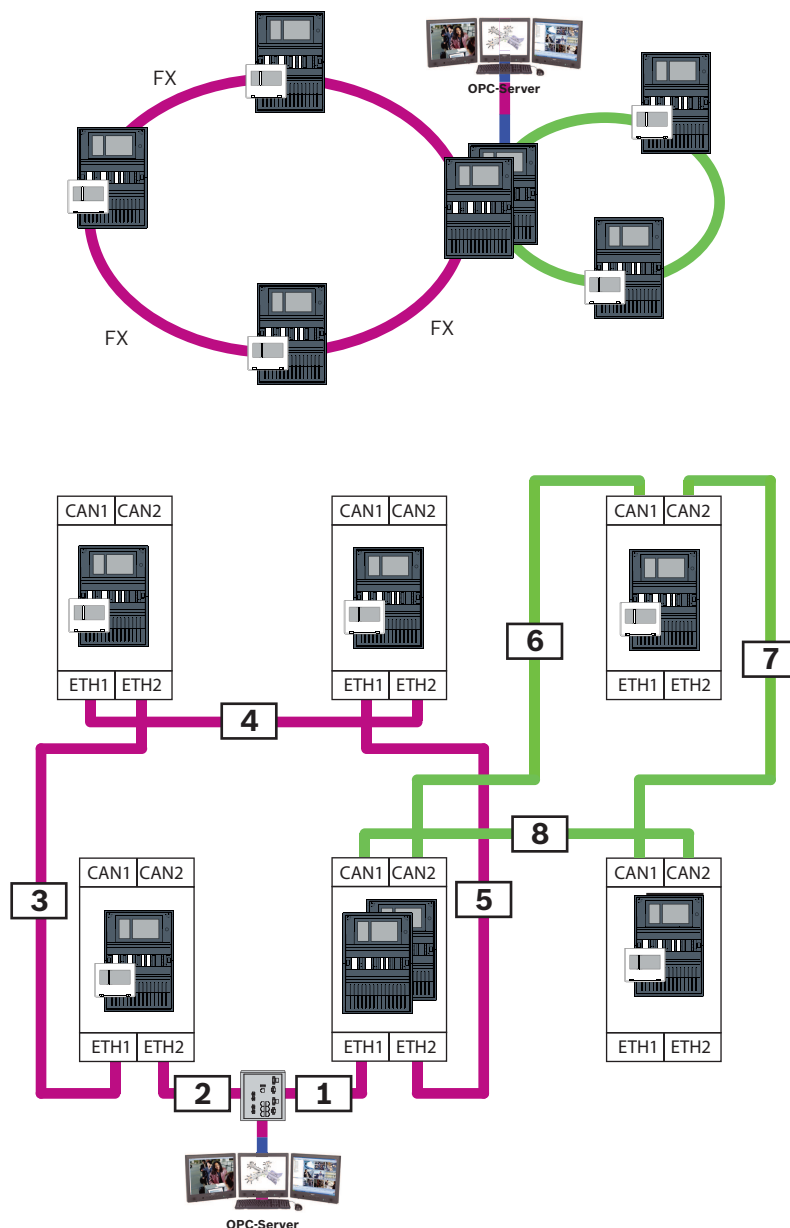 FX
OPC-Server
FX
FX
CAN1 CAN2
CAN1 CAN2
CAN1 CAN2
6
7
ETH1 ETH2
ETH1 ETH2
ETH1 ETH2
4
8
CAN1 CAN2
CAN1 CAN2
CAN1 CAN2
3
5
ETH1 ETH2
ETH1 ETH2
ETH1 ETH2
2
1
OPC-Server